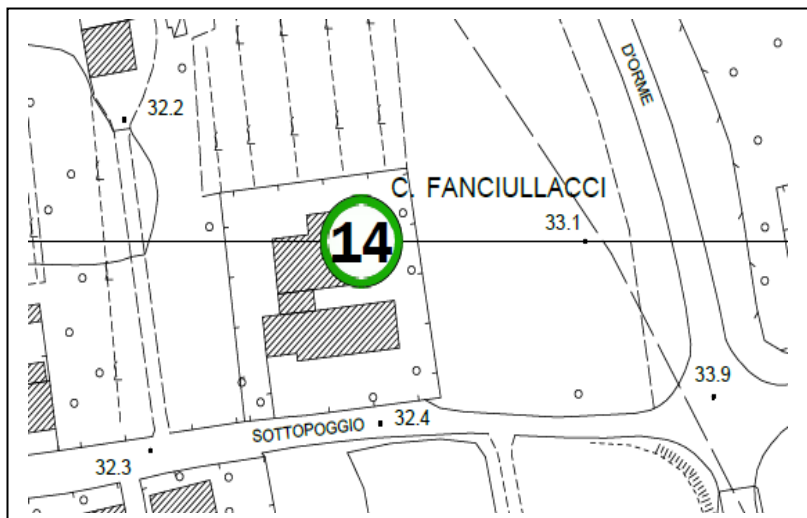 D'ORME
32.2
C. FANCIULLACCI
14
33.1
33.9
32.4
SOTTOPOGGIO
32.3